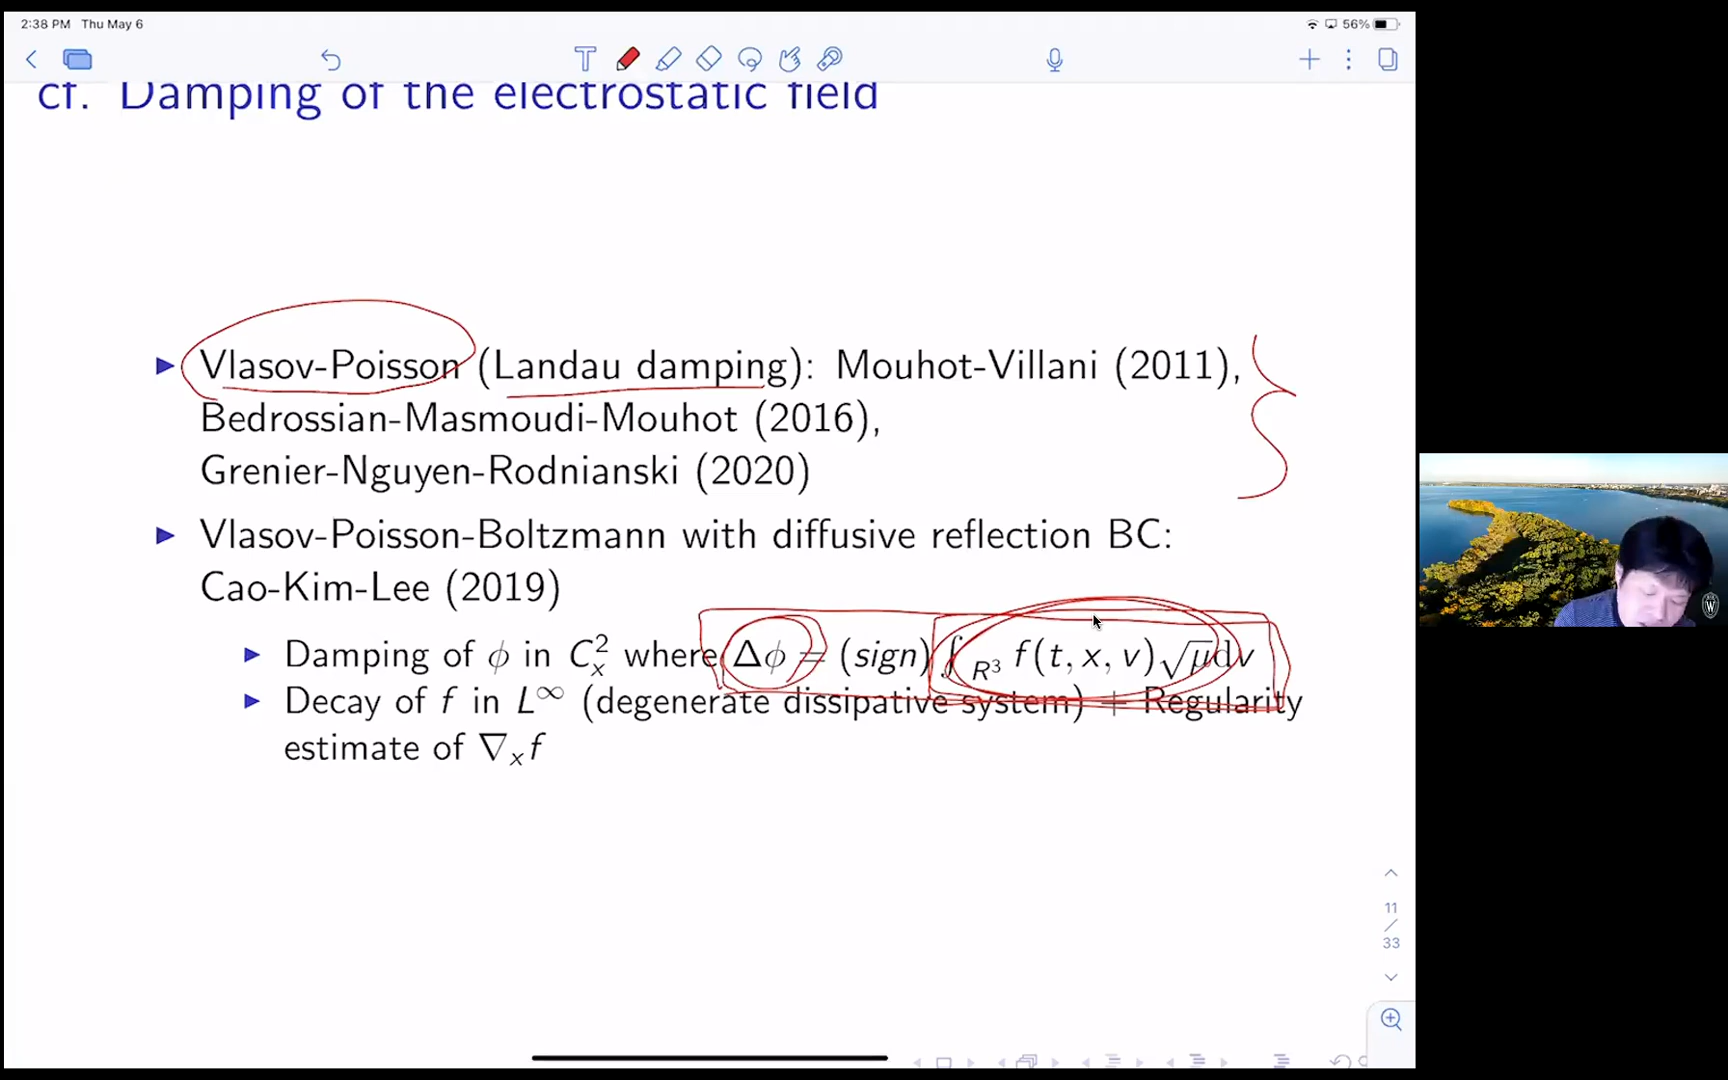 2:38 PM Thu May 6
56%
cf. Damping of the electrostatic field
▶ Vlasov-Poisson (Landau damping): Mouhot-Villani (2011),
Bedrossian-Masmoudi-Mouhot (2016),
Grenier-Nguyen-Rodnianski (2020)
▶ Vlasov-Poisson-Boltzmann with diffusive reflection BC:
Cao-Kim-Lee (2019)
▶ Damping of ϕ in C²ₓ where Δϕ = (sign) ∫_{R³} f(t, x, v)√μdv
▶ Decay of f in L^∞ (degenerate dissipative system) + Regularity
estimate of ∇ₓf
11
/
33
W